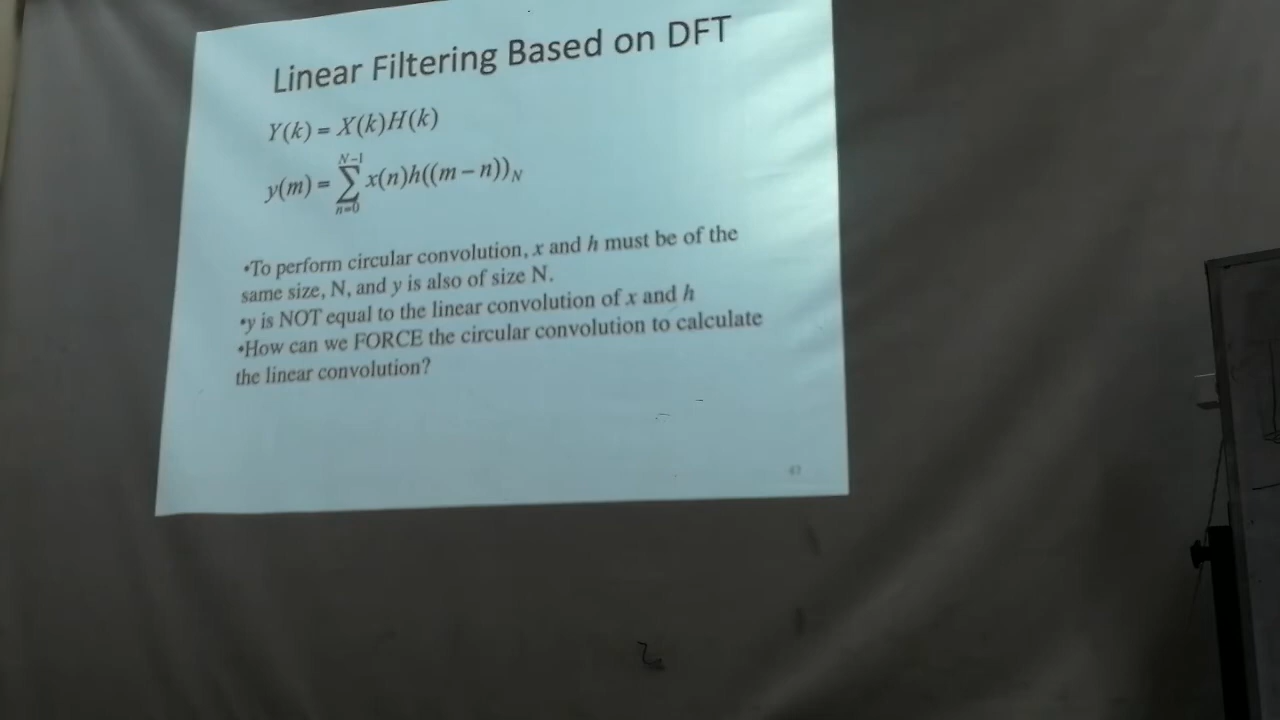 Linear Filtering Based on DFT
Y(k) = X(k)H(k)
y(m) = \sum_{n=0}^{N-1} x(n)h((m-n))_N
•To perform circular convolution, x and h must be of the
same size, N, and y is also of size N.
•y is NOT equal to the linear convolution of x and h
•How can we FORCE the circular convolution to calculate
the linear convolution?